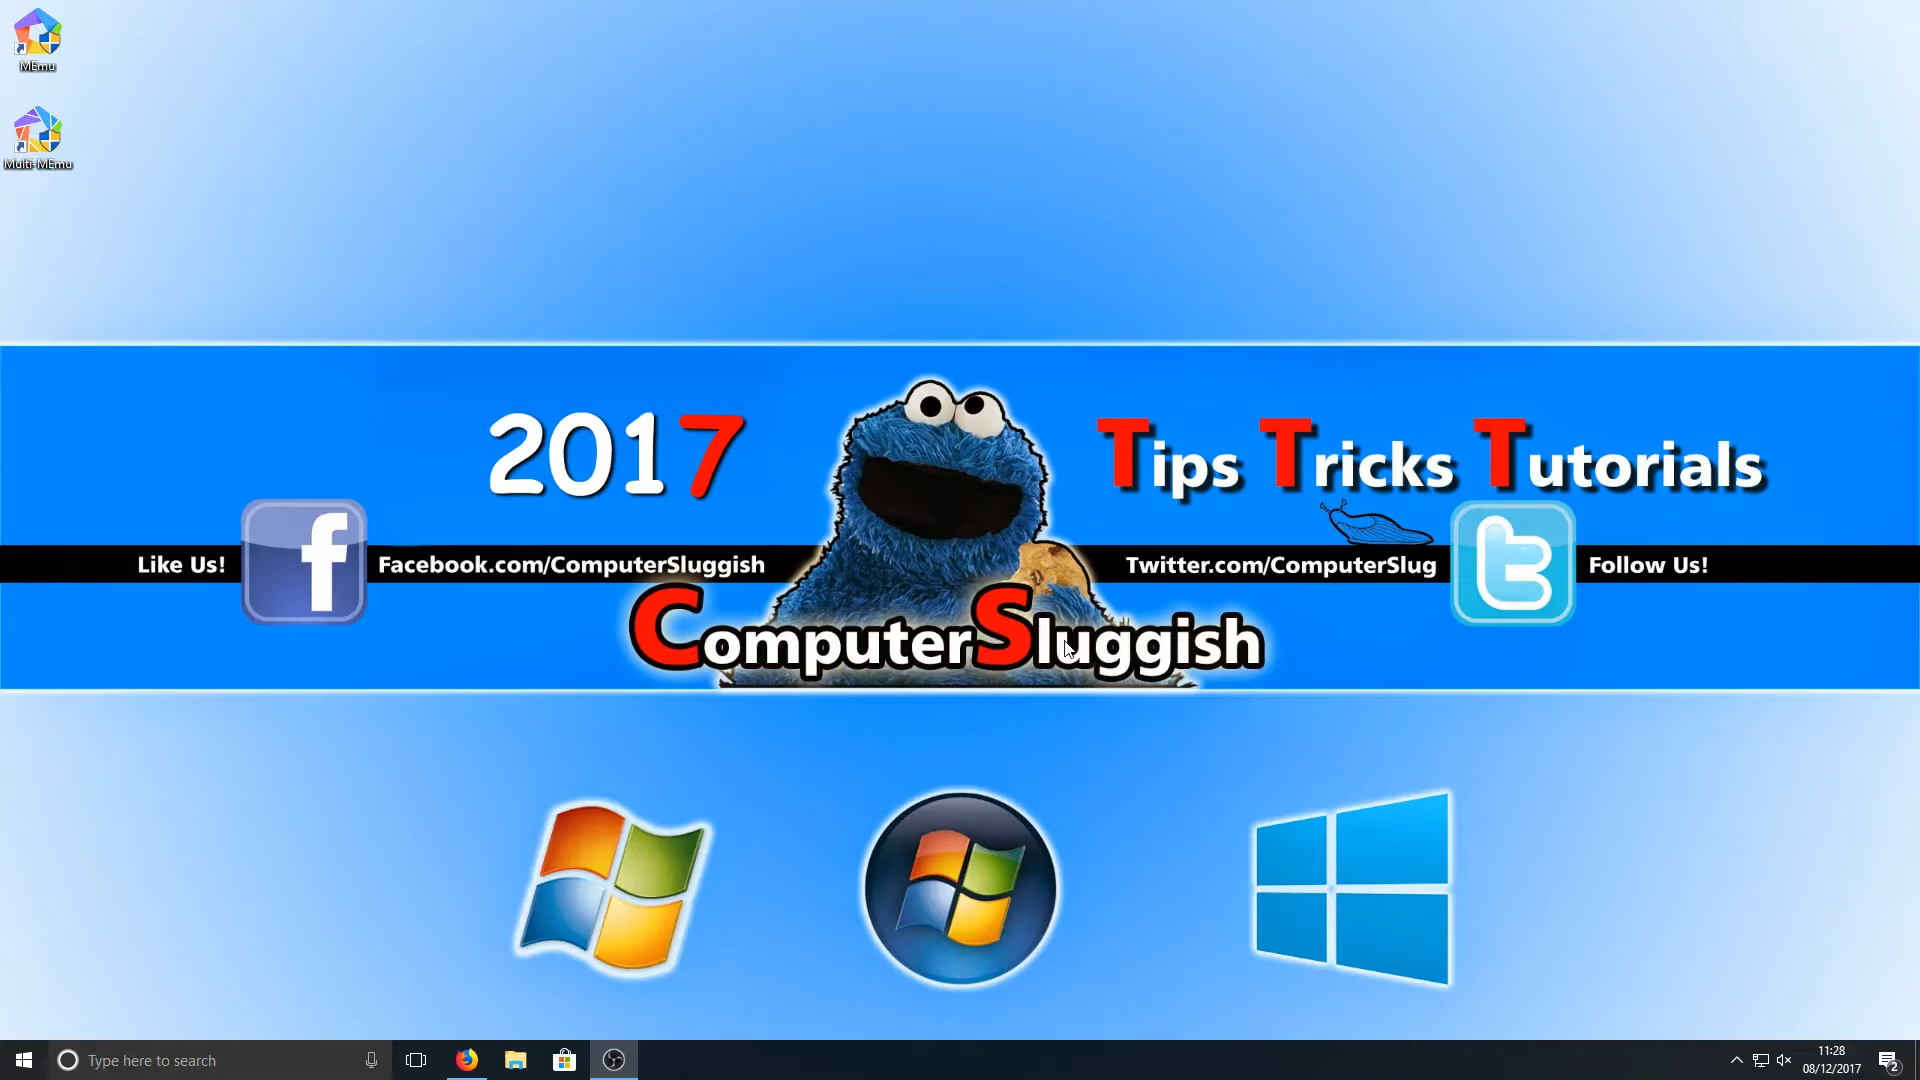 MEmu
Multi-MEmu
2017
Tips Tricks Tutorials
Like Us!
Facebook.com/ComputerSluggish
Twitter.com/ComputerSlug
Follow Us!
ComputerSluggish
Type here to search
11:28
08/12/2017
2